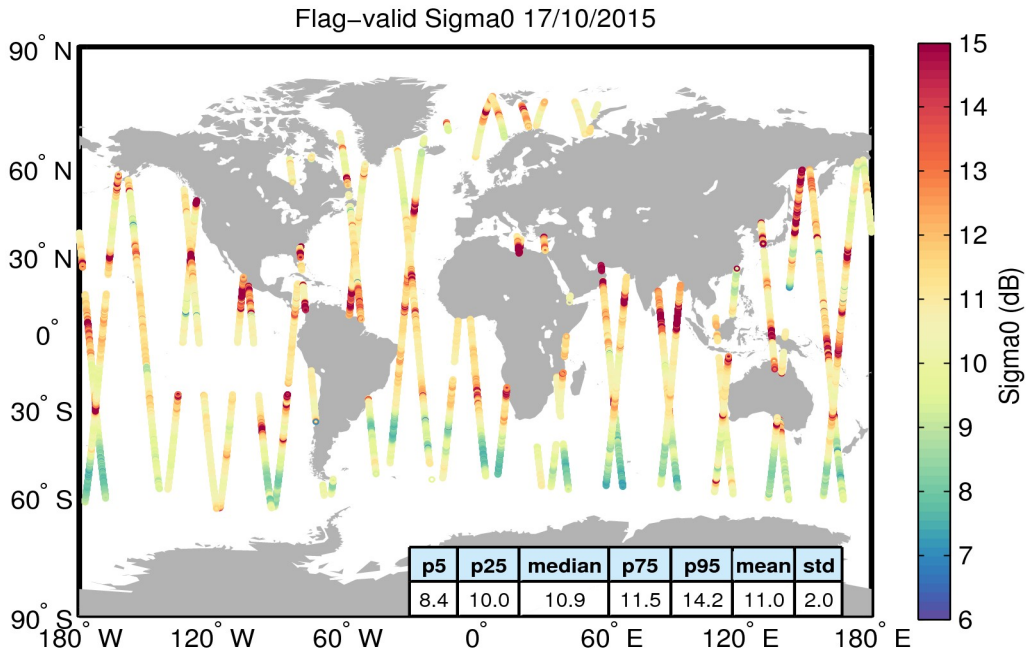 Flag−valid Sigma0 17/10/2015
90° N
60° N
30° N
0°
30° S
60° S
90° S
180° W 120° W 60° W 0° 60° E 120° E 180° E
p5 p25 median p75 p95 mean std
8.4 10.0 10.9 11.5 14.2 11.0 2.0
15
14
13
12
11
10
9
8
7
6
Sigma0 (dB)